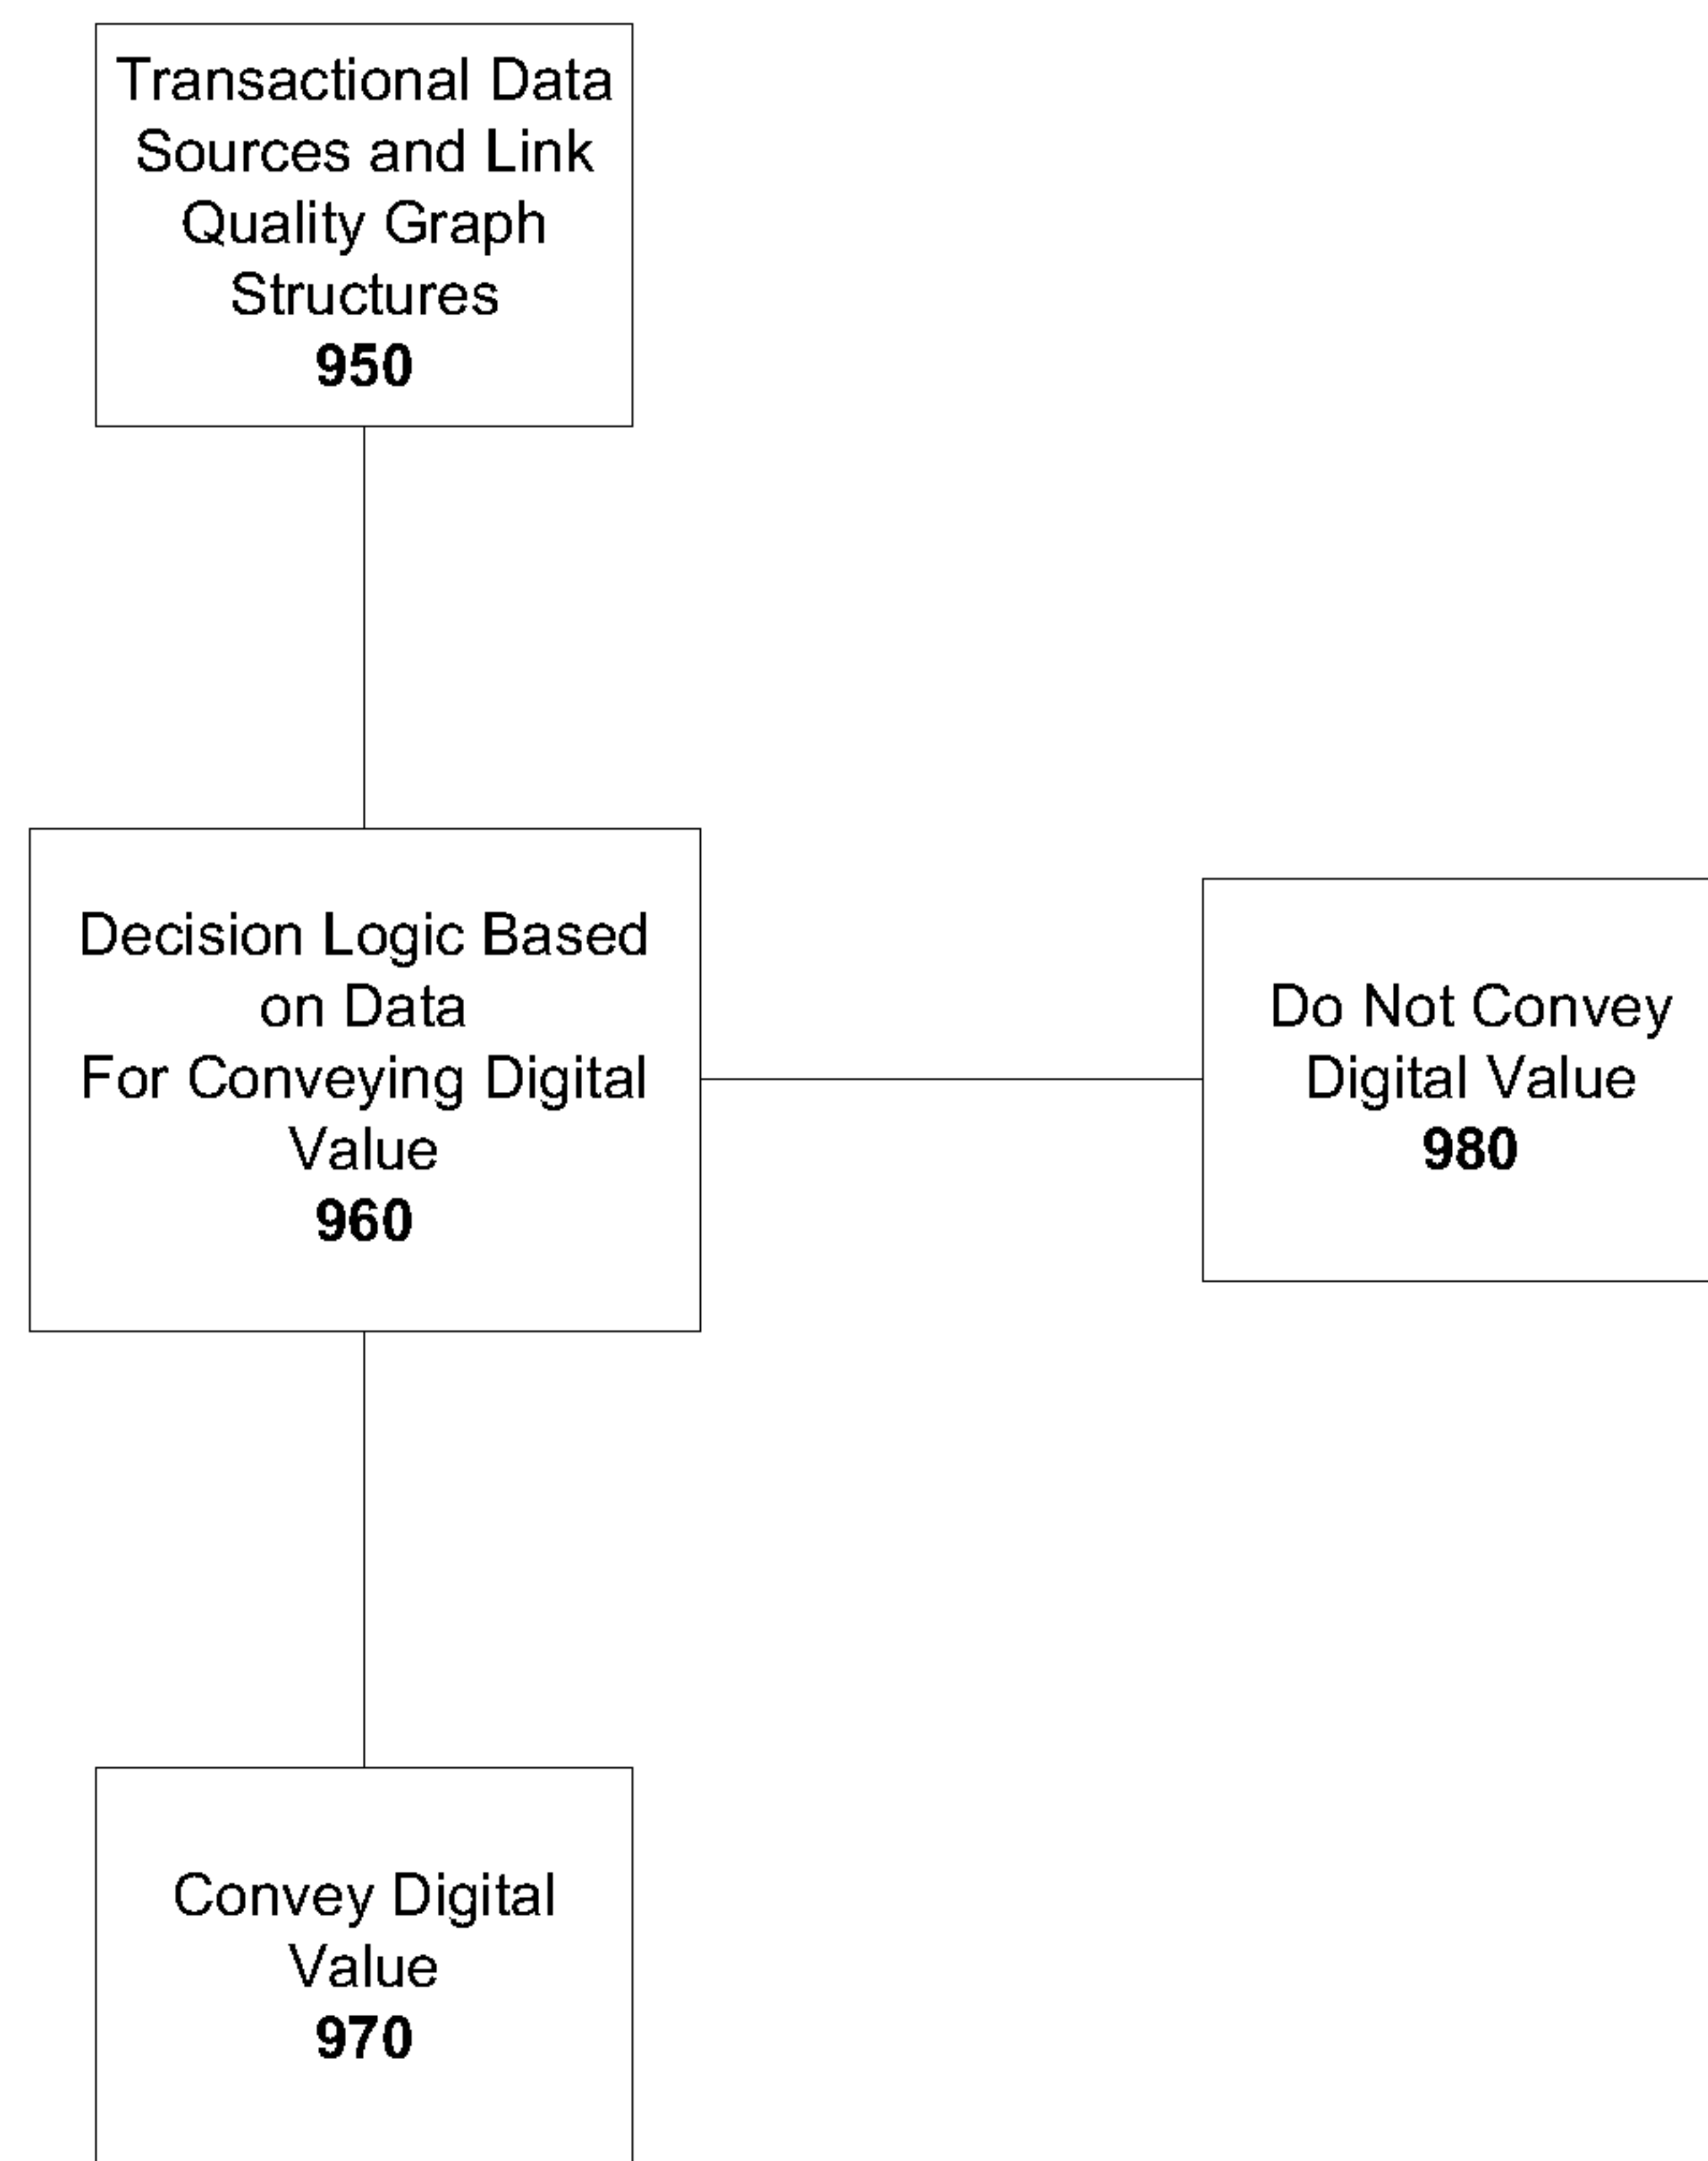 Transactional Data
Sources and Link
Quality Graph
Structures
950
Decision Logic Based
on Data
For Conveying Digital
Value
960
Do Not Convey
Digital Value
980
Convey Digital
Value
970